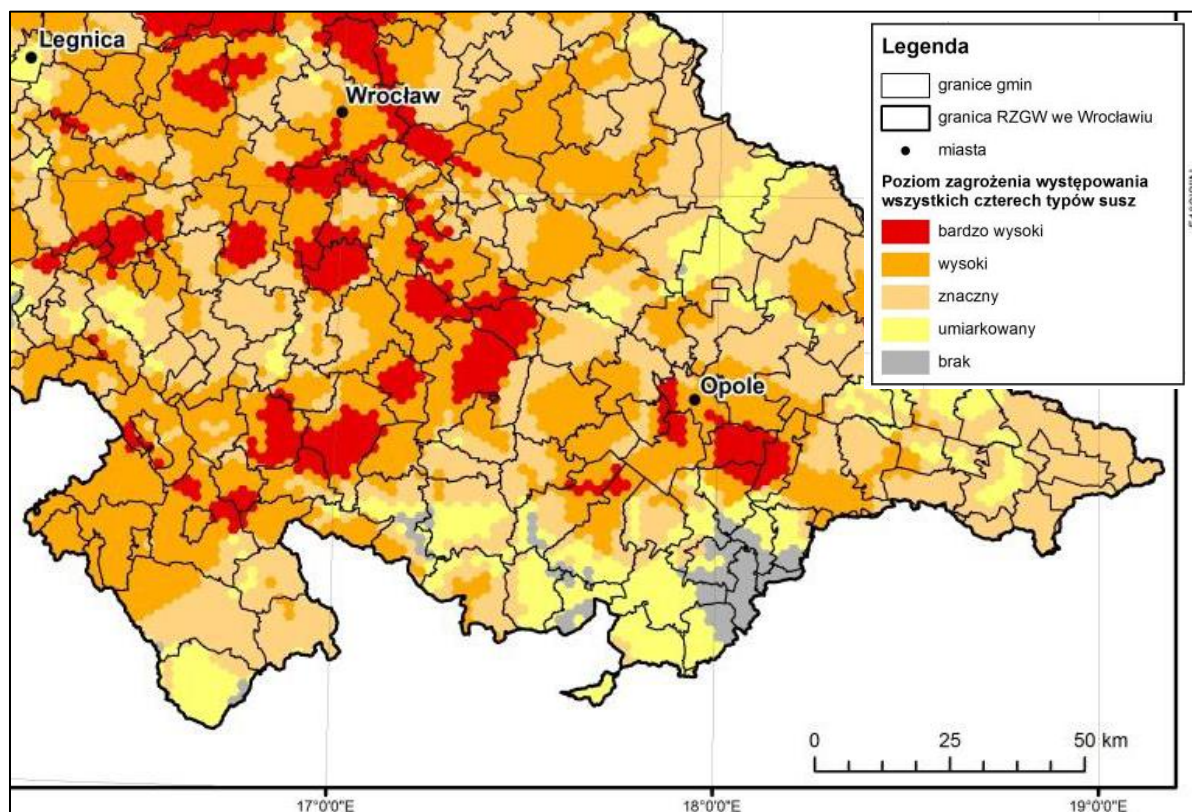 Legnica
Wrocław
Opole
Legenda
granice gmin
granica RZGW we Wrocławiu
miasta
Poziom zagrożenia występowania
wszystkich czterech typów susz
bardzo wysoki
wysoki
znaczny
umiarkowany
brak
0 25 50 km
17°0'0"E 18°0'0"E 19°0'0"E